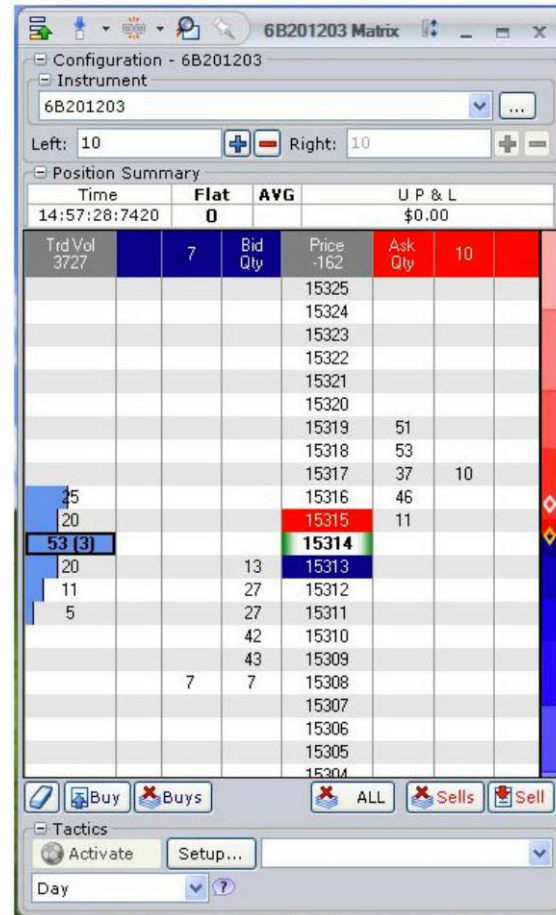 6B201203 Matrix
Configuration - 6B201203
Instrument
6B201203
...
Left: 10 Right: 10
Position Summary
Time Flat AVG U P & L
14:57:28:7420 0 $0.00
Trd Vol 7 Bid Price Ask 10
3727 Qty -162 Qty
15325
15324
15323
15322
15321
15320
15319 51
15318 53
15317 37 10
25 15316 46
20 15315 11
53 (3) 15314
20 13 15313
11 27 15312
5 27 15311
42 15310
43 15309
7 7 15308
15307
15306
15305
15304
Buy Buys ALL Sells Sell
Tactics
Activate Setup...
Day ?